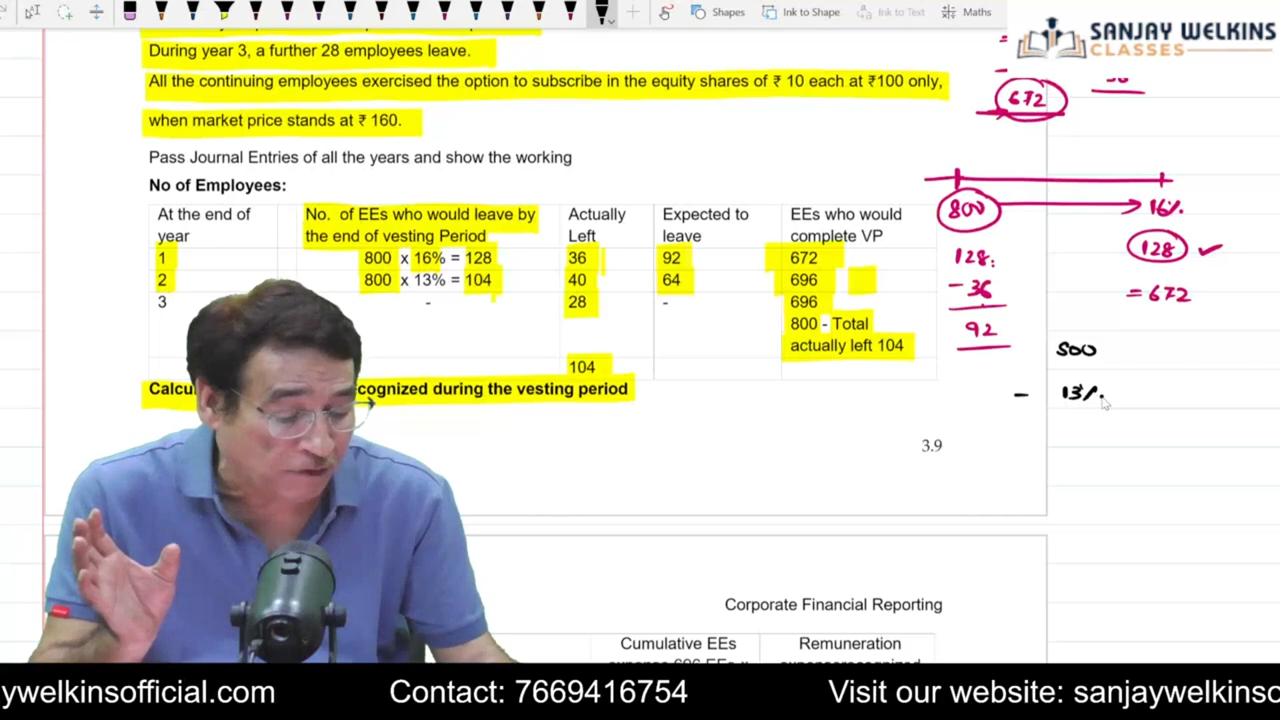 Shapes
Ink to Shape
Ink to Text
Maths
SANJAY WELKINS
CLASSES
During year 3, a further 28 employees leave.
All the continuing employees exercised the option to subscribe in the equity shares of ₹ 10 each at ₹100 only,
when market price stands at ₹ 160.
672
Pass Journal Entries of all the years and show the working
No of Employees:
At the end of year
No. of EEs who would leave by the end of vesting Period
Actually Left
Expected to leave
EEs who would complete VP
1 800 x 16% = 128 36 92 672
2 800 x 13% = 104 40 64 696
3 - 28 - 696
800 - Total
actually left 104
104
800 16%
128
128
- 36 = 672
92
800
- 13%
Calcu cognized during the vesting period
3.9
Corporate Financial Reporting
Cumulative EEs
Remuneration
ywelkinsofficial.com Contact: 7669416754 Visit our website: sanjaywelkinso